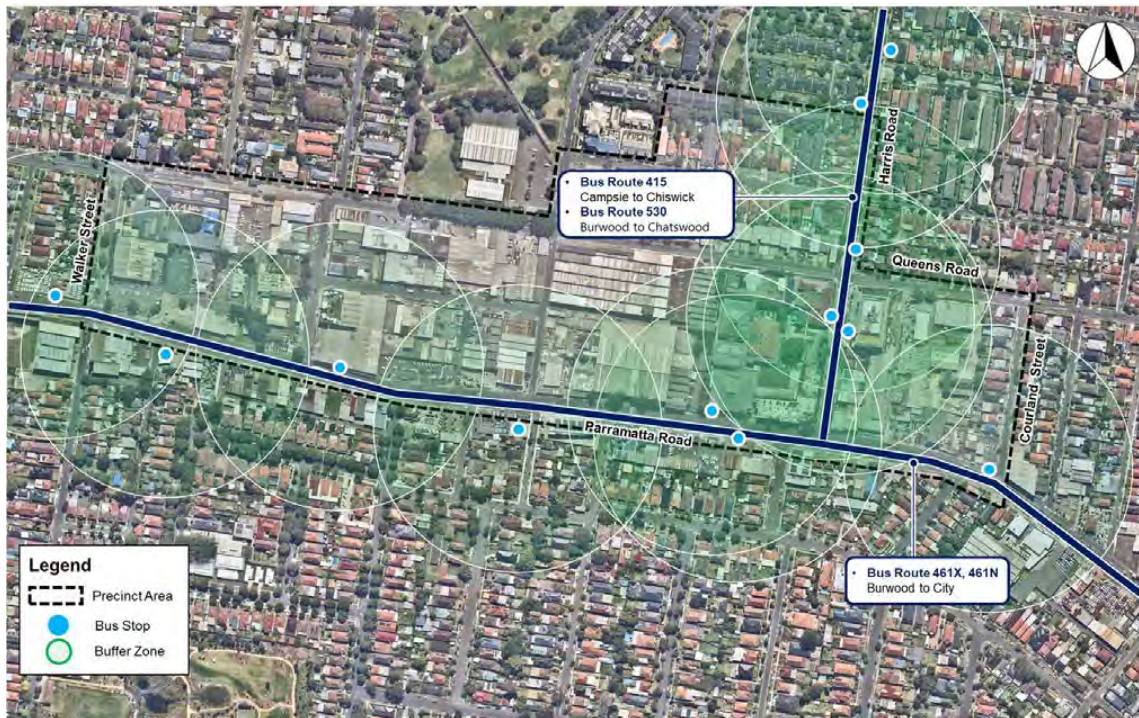 Harris Road
• Bus Route 415
Campsie to Chiswick
• Bus Route 530
Burwood to Chatswood
Walker Street
Queens Road
Courland Street
Parramatta Road
• Bus Route 461X, 461N
Burwood to City
Legend
Precinct Area
Bus Stop
Buffer Zone